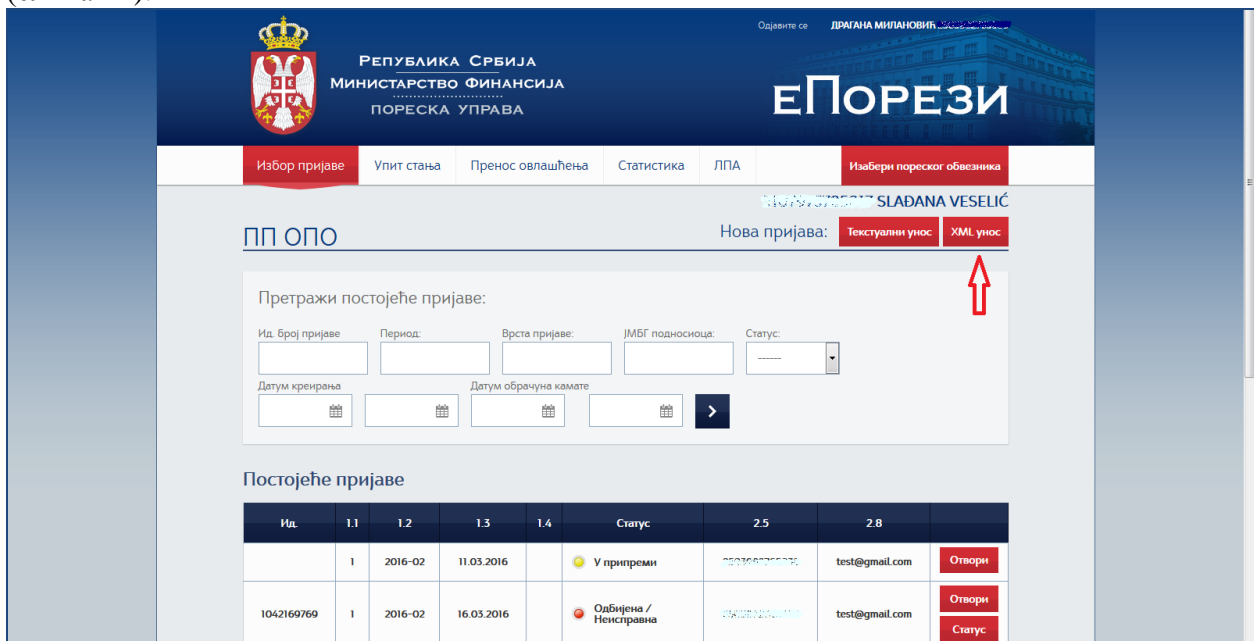 Одјавите се ДРАГАНА МИЛАНОВИЋ
РЕПУБЛИКА СРБИЈА
МИНИСТАРСТВО ФИНАНСИЈА
ПОРЕСКА УПРАВА
еПОРЕЗИ
Избор пријаве Упит стања Пренос овлашћења Статистика ЛПА Изабери пореског обвезника
SLAĐANA VESELIĆ
ПП ОПО Нова пријава: Текстуални унос XML унос
Претражи постојеће пријаве:
Ид. број пријаве Период: Врста пријаве: ЈМБГ подносиоца: Статус:
------
Датум креирања Датум обрачуна камате
Постојеће пријаве
Ид. 1.1 1.2 1.3 1.4 Статус 2.5 2.8
1 2016-02 11.03.2016 У припреми test@gmail.com Отвори
1042169769 1 2016-02 16.03.2016 Одбијена / Неисправна test@gmail.com Отвори
Статус